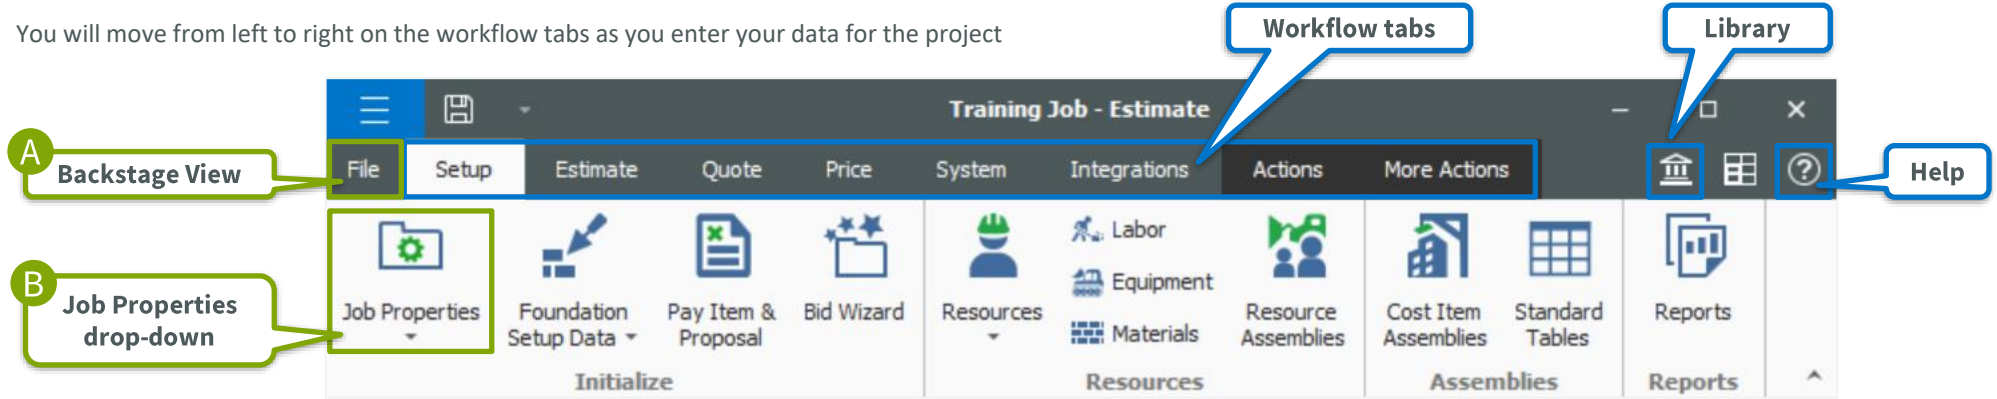 You will move from left to right on the workflow tabs as you enter your data for the project
Workflow tabs
Library
Training Job - Estimate
A
Backstage View
File Setup Estimate Quote Price System Integrations Actions More Actions
Help
B
Job Properties
drop-down
Job Properties
Foundation
Setup Data
Pay Item &
Proposal
Bid Wizard
Initialize
Resources
Labor
Equipment
Materials
Resource
Assemblies
Resources
Cost Item
Assemblies
Standard
Tables
Assemblies
Reports
Reports